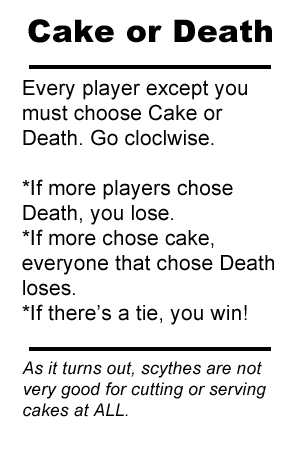 Cake or Death
Every player except you
must choose Cake or
Death. Go cloclwise.
*If more players chose
Death, you lose.
*If more chose cake,
everyone that chose Death
loses.
*If there's a tie, you win!
As it turns out, scythes are not
very good for cutting or serving
cakes at ALL.